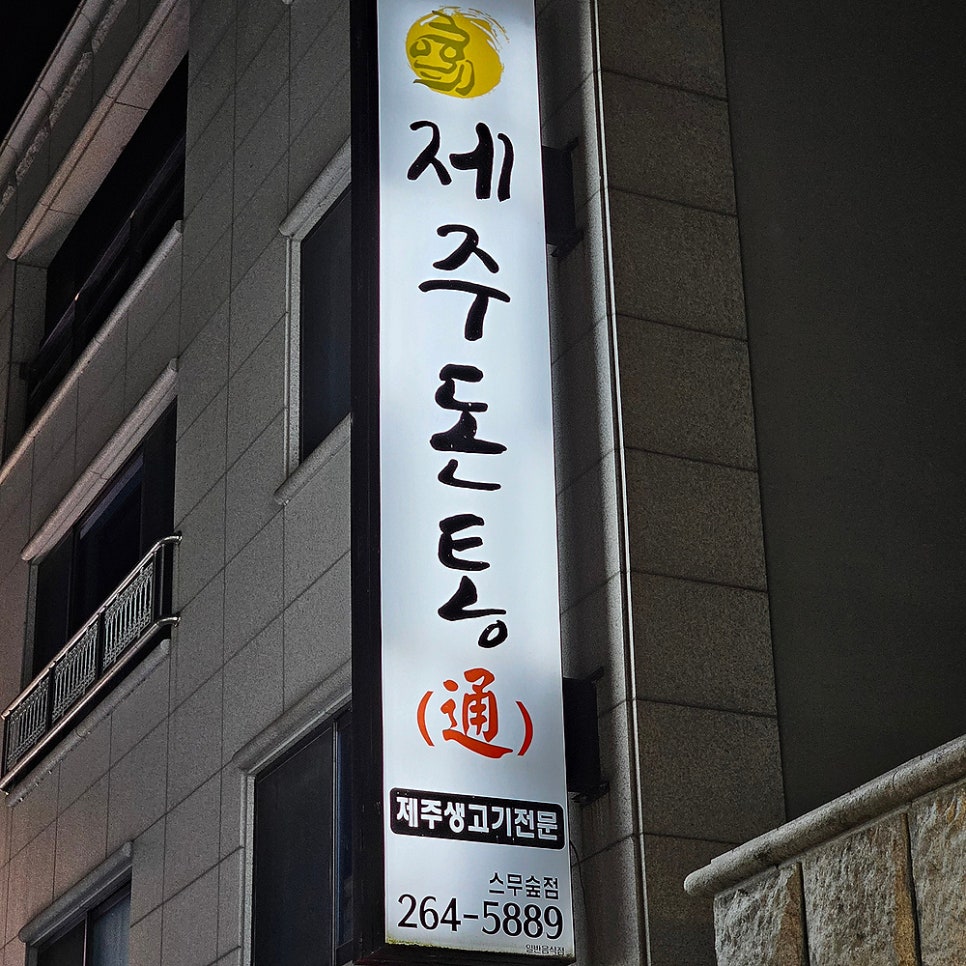 제주돈통
(通)
제주생고기전문
스무숲점
264-5889
일반음식점